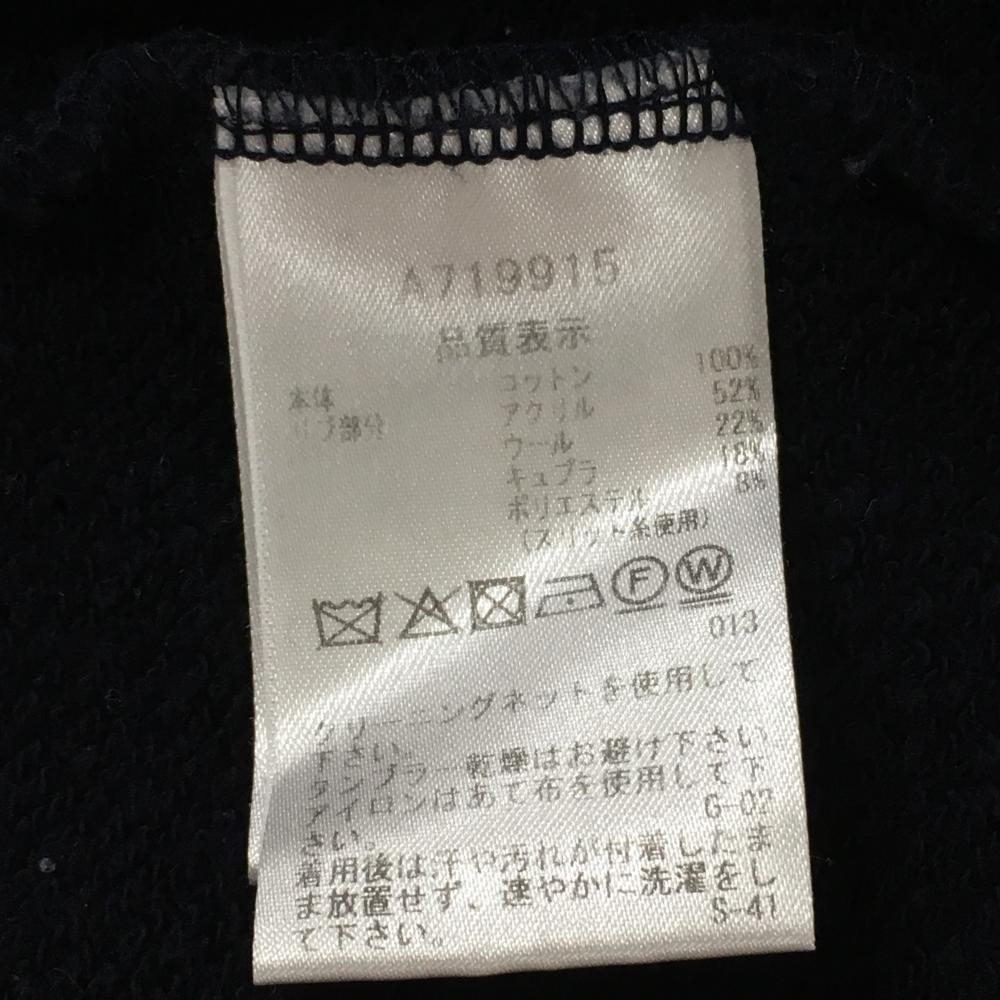 A719915
品質表示
本体 コットン 100%
リブ部分 アクリル 52%
ウール 22%
キュプラ 18%
ポリエステル 8%
(スリット糸使用)
F W
013
クリーニングネットを使用して
下さい。
タンブラー乾燥はお避け下さい
アイロンはあて布を使用して下
さい。 G-02
着用後は汗や汚れが付着したま
ま放置せず、速やかに洗濯をし
て下さい。 S-41